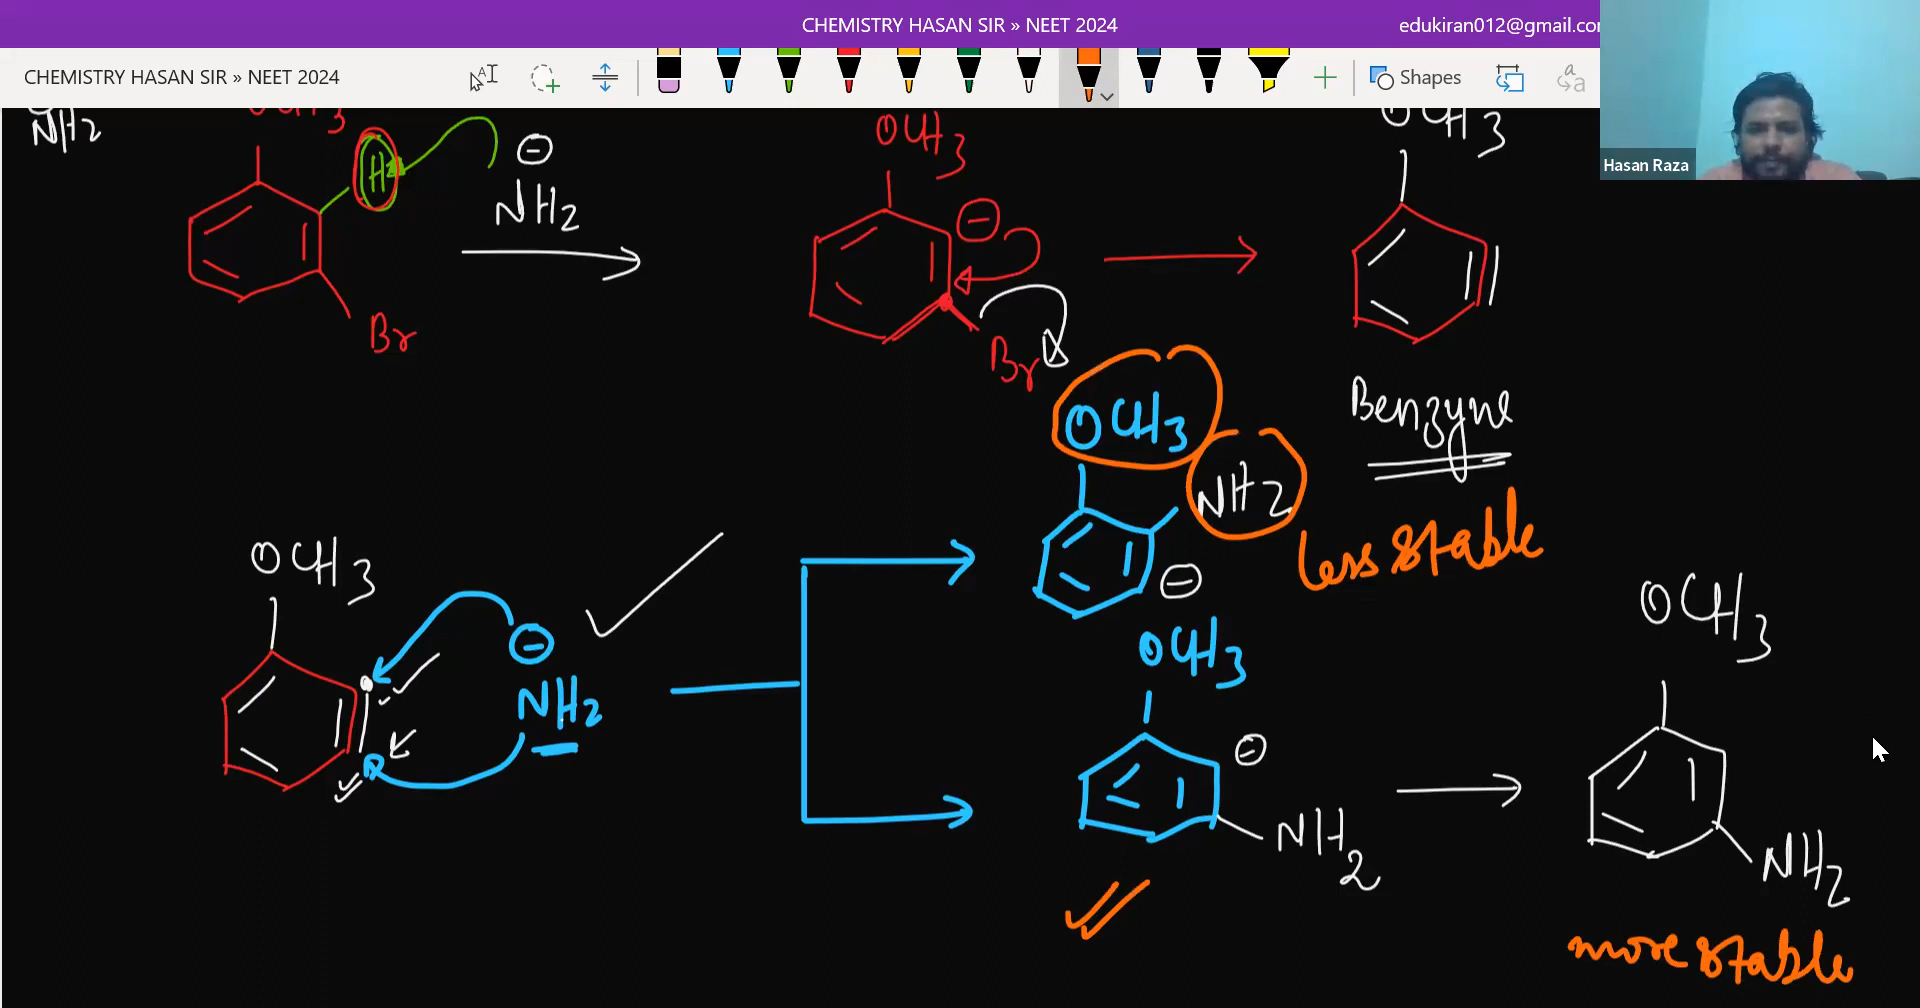 CHEMISTRY HASAN SIR » NEET 2024
edukiran012@gmail.co
CHEMISTRY HASAN SIR » NEET 2024
Shapes
Hasan Raza
NH2
OCH3
H
⊖
NH2
Br
OCH3
⊖
Br
OCH3
Benzyne
OCH3
NH2
⊖
less stable
OCH3
⊖
NH2
OCH3
⊖
NH2
OCH3
NH2
more stable